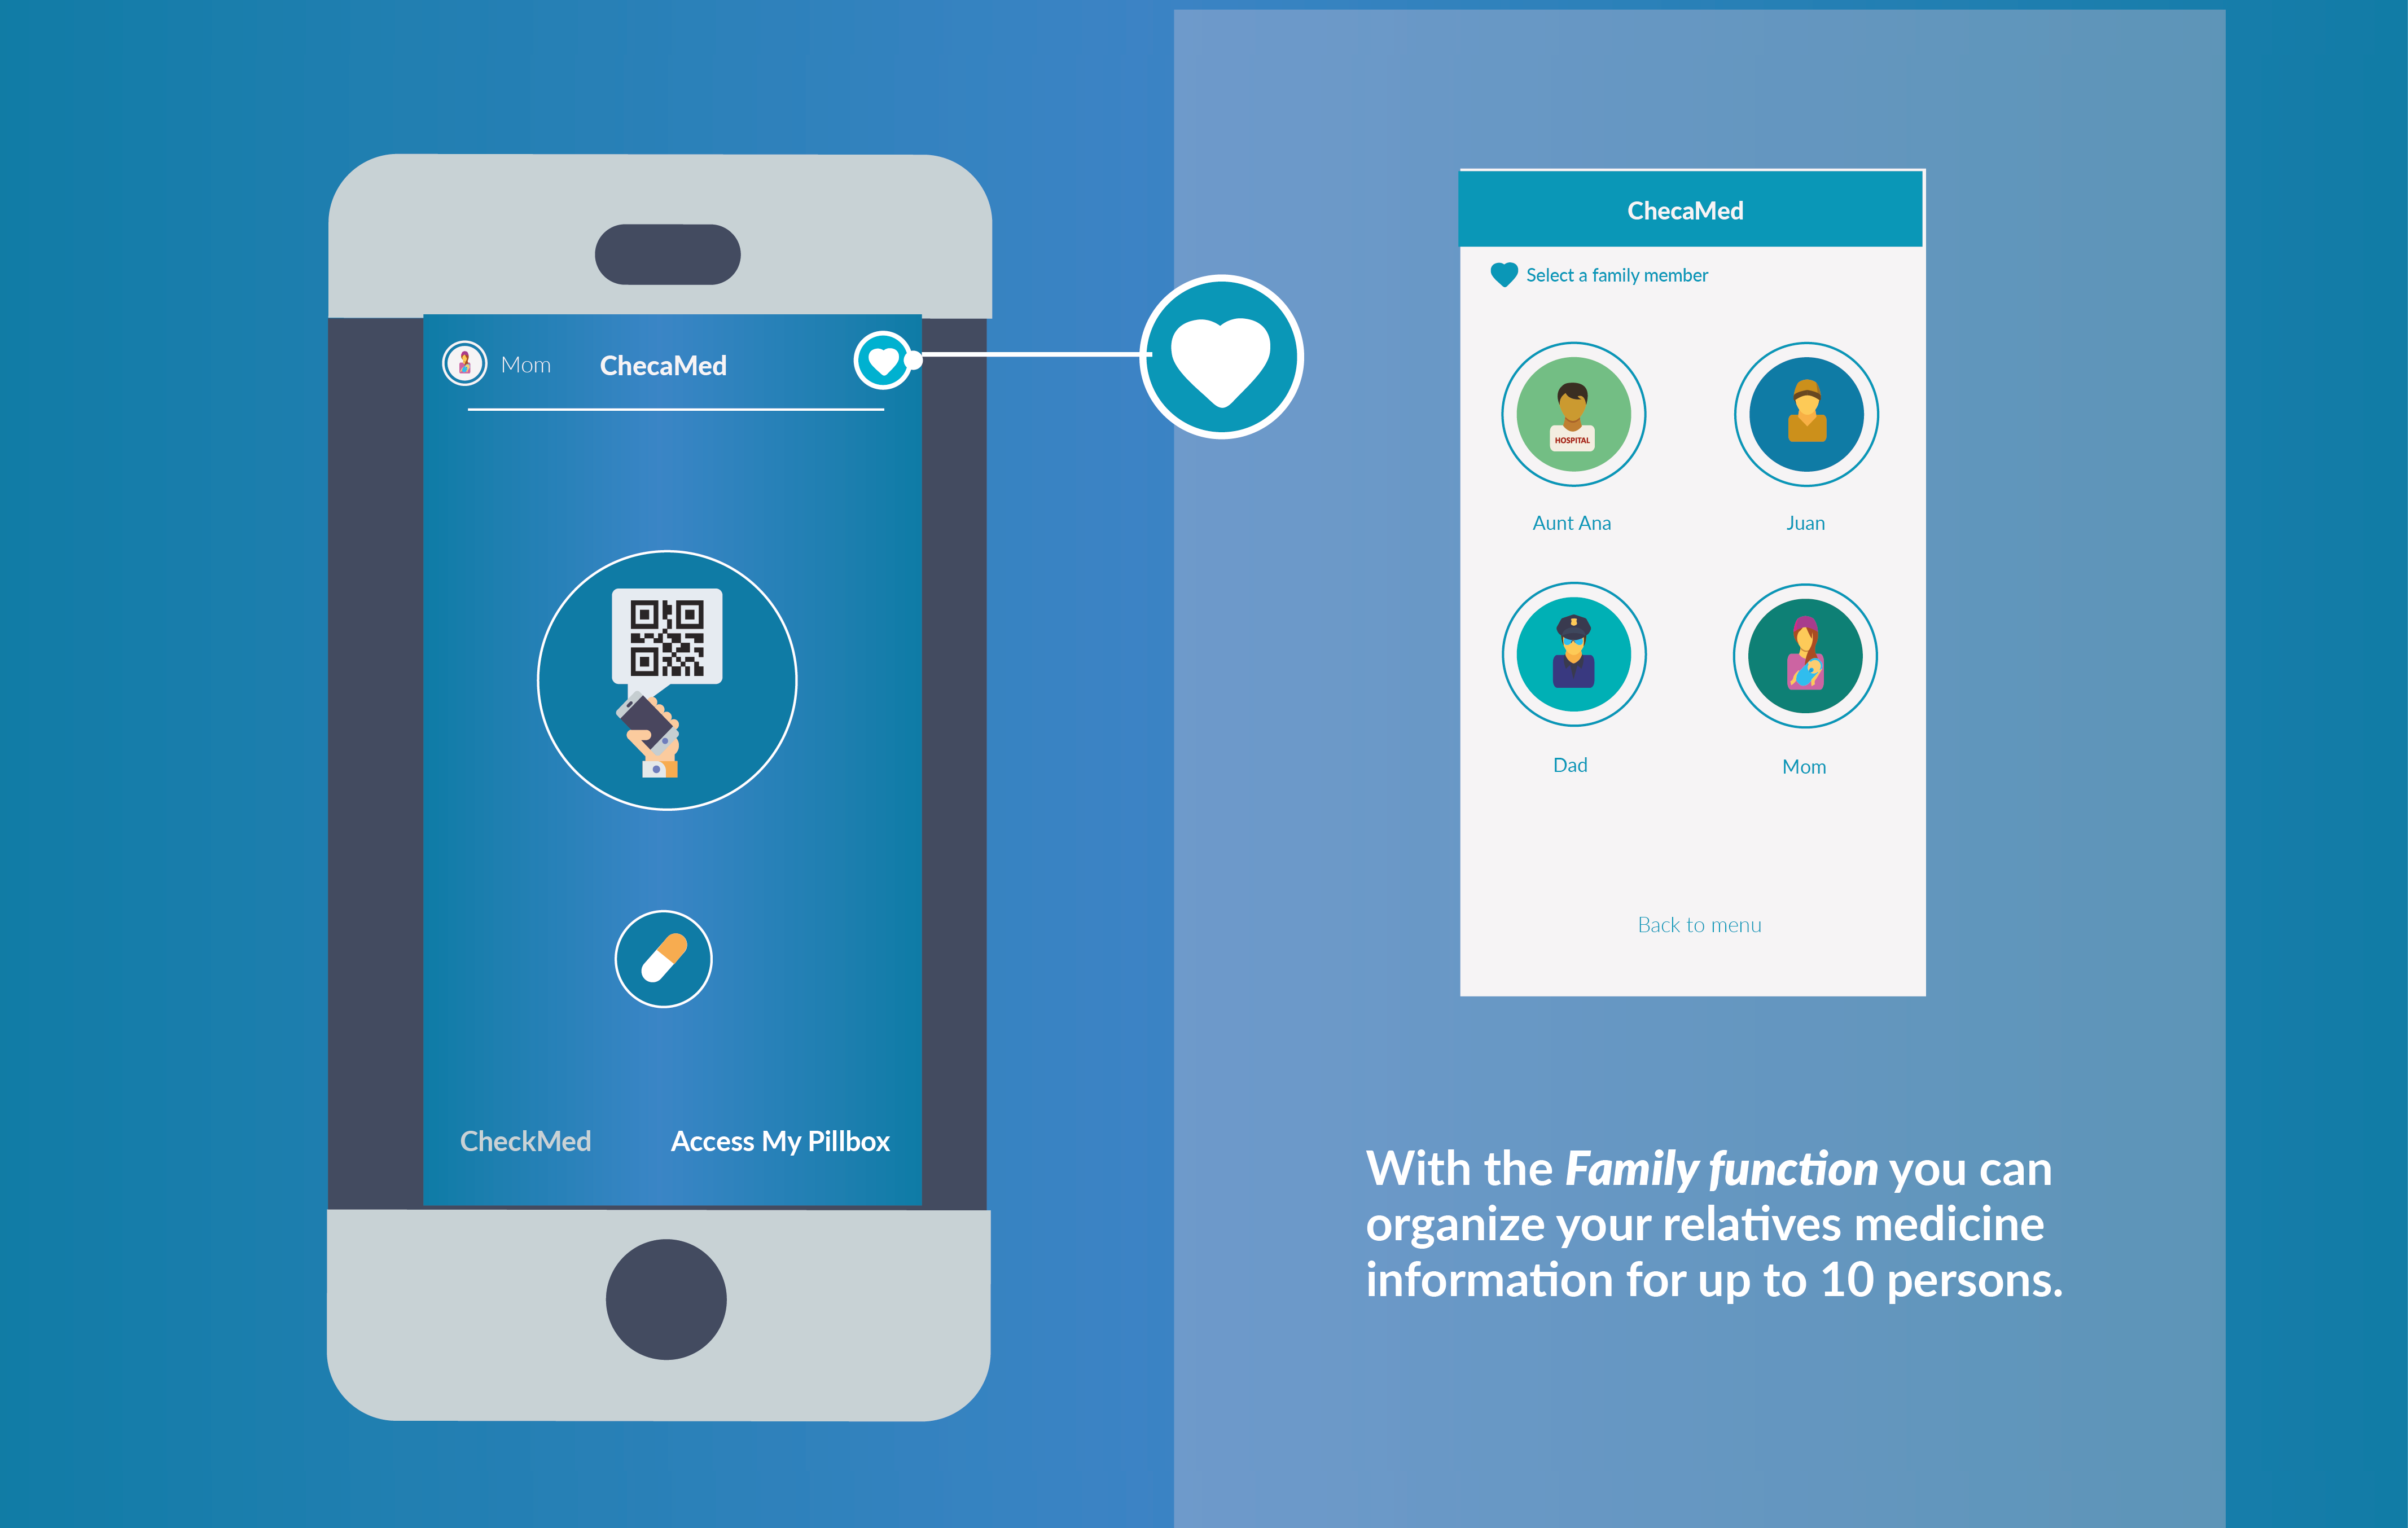 Mom
ChecaMed
CheckMed
Access My Pillbox
ChecaMed
Select a family member
HOSPITAL
Aunt Ana
Juan
Dad
Mom
Back to menu
With the Family function you can
organize your relatives medicine
information for up to 10 persons.